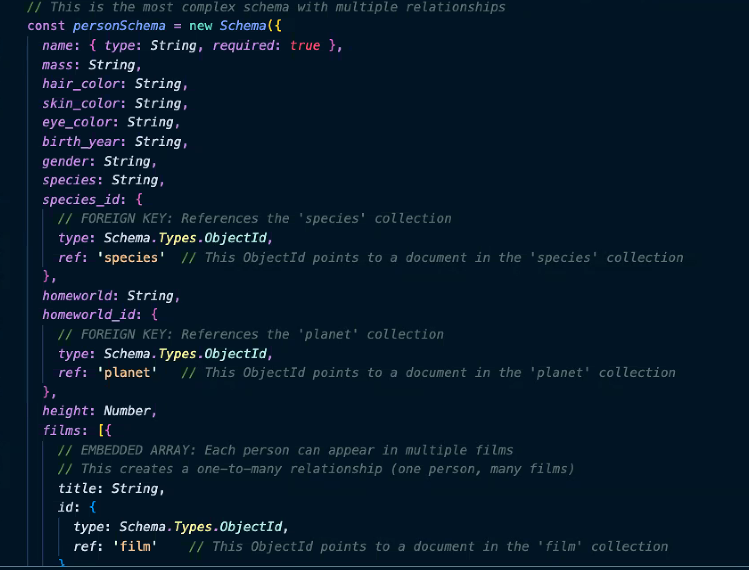 // This is the most complex schema with multiple relationships
const personSchema = new Schema({
name: { type: String, required: true },
mass: String,
hair_color: String,
skin_color: String,
eye_color: String,
birth_year: String,
gender: String,
species: String,
species_id: {
// FOREIGN KEY: References the 'species' collection
type: Schema.Types.ObjectId,
ref: 'species' // This ObjectId points to a document in the 'species' collection
},
homeworld: String,
homeworld_id: {
// FOREIGN KEY: References the 'planet' collection
type: Schema.Types.ObjectId,
ref: 'planet' // This ObjectId points to a document in the 'planet' collection
},
height: Number,
films: [{
// EMBEDDED ARRAY: Each person can appear in multiple films
// This creates a one-to-many relationship (one person, many films)
title: String,
id: {
type: Schema.Types.ObjectId,
ref: 'film' // This ObjectId points to a document in the 'film' collection
}